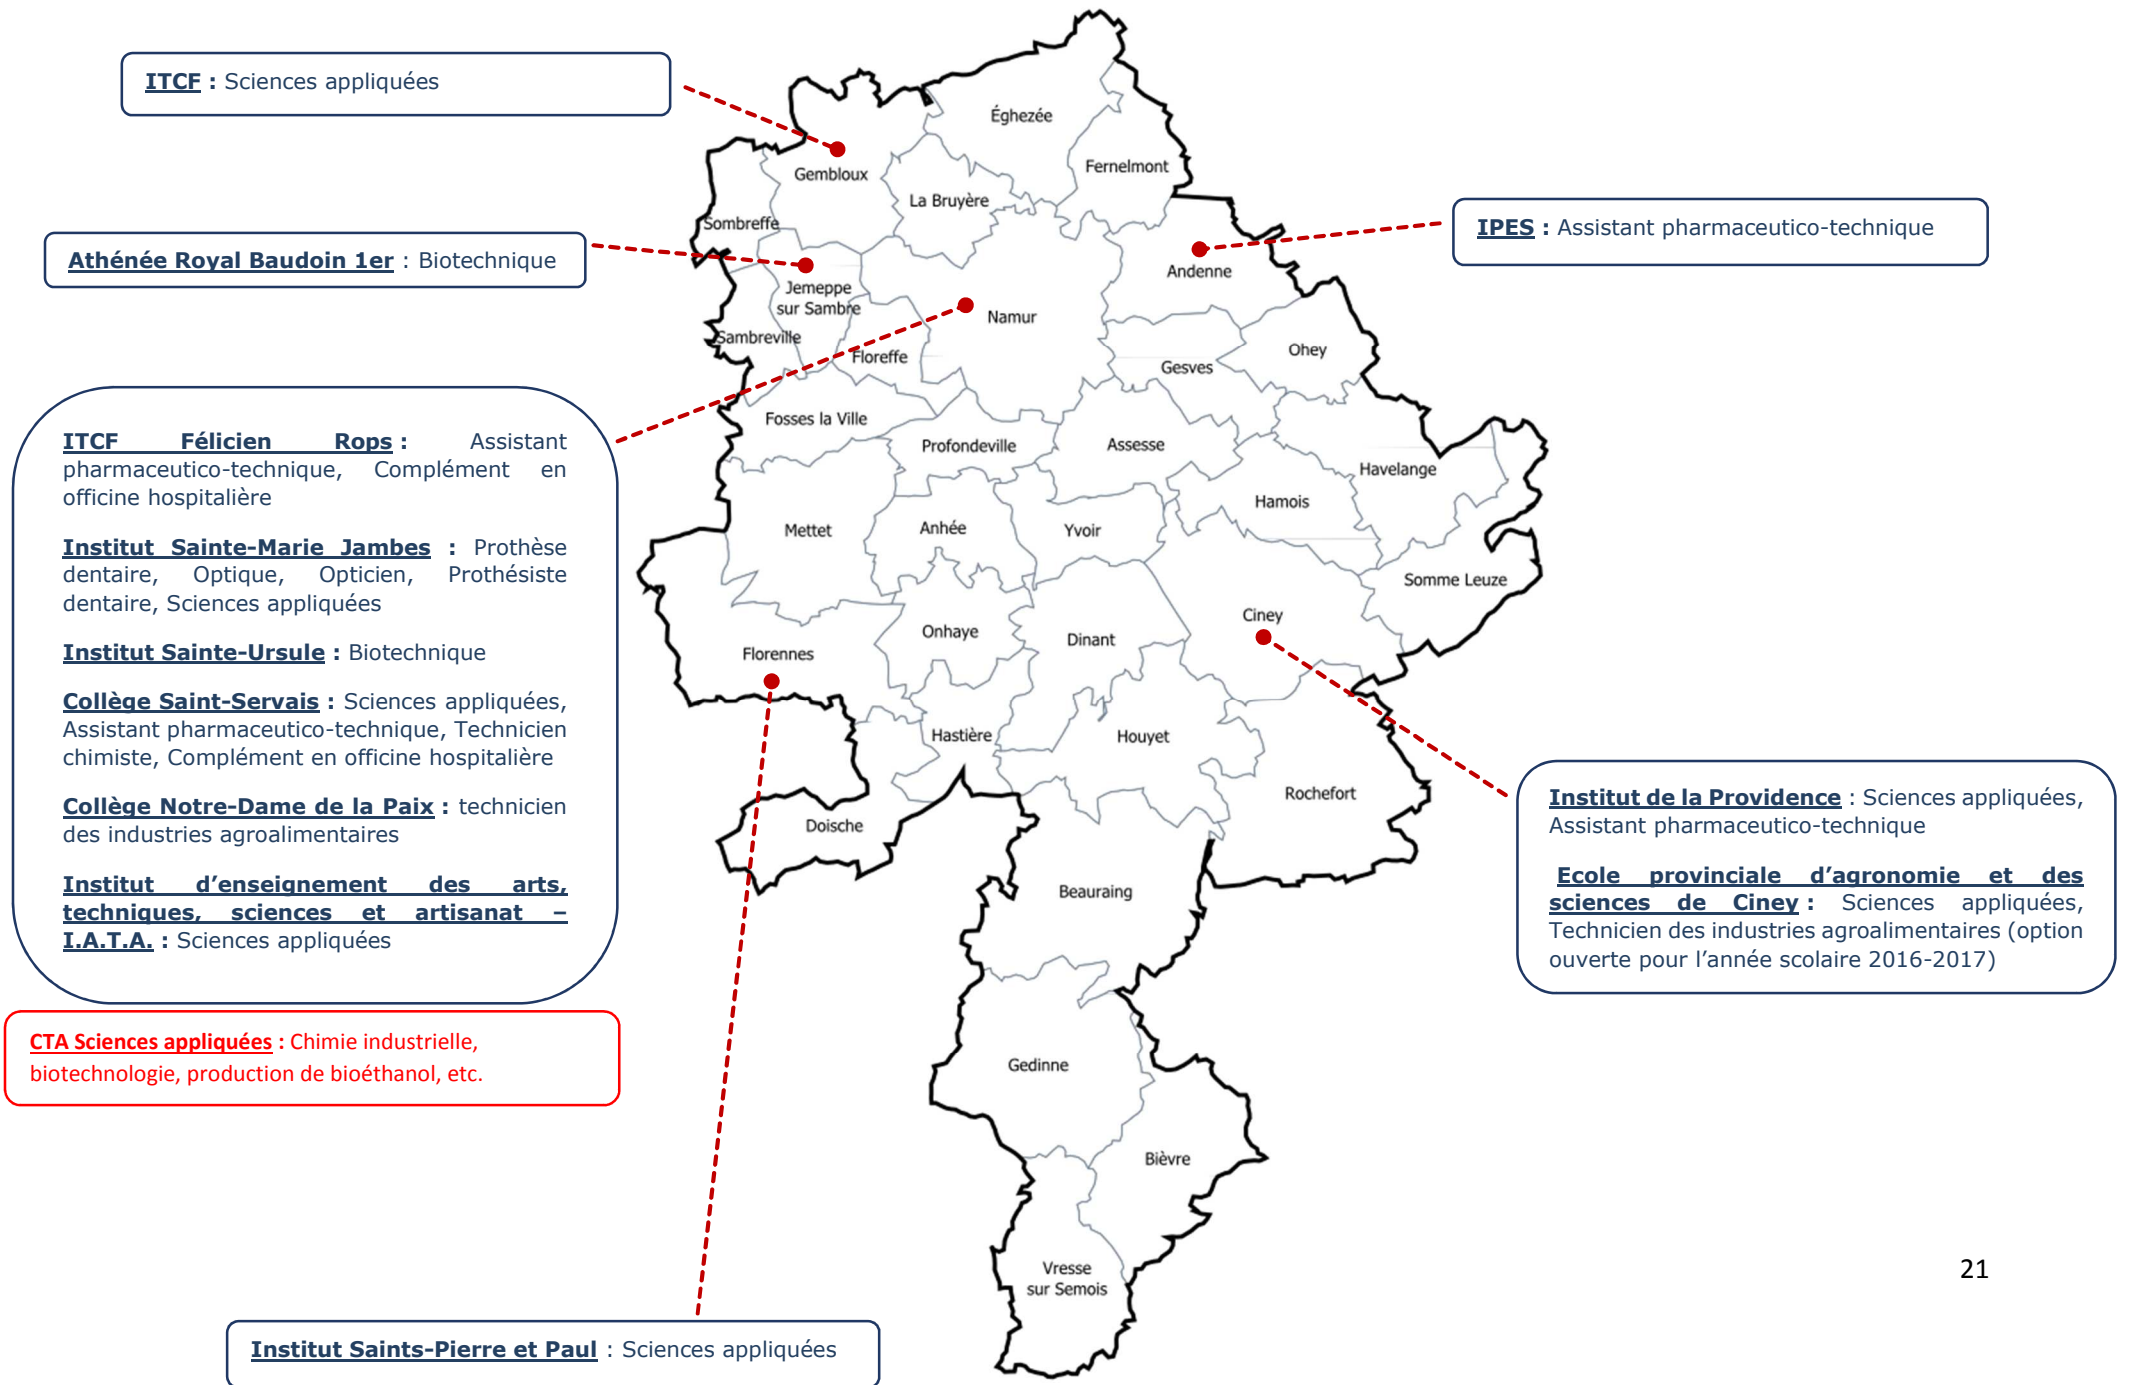 ITCF : Sciences appliquées
Athénée Royal Baudoin 1er : Biotechnique
ITCF Félicien Rops : Assistant
pharmaceutico-technique, Complément en
officine hospitalière
Institut Sainte-Marie Jambes : Prothèse
dentaire, Optique, Opticien, Prothésiste
dentaire, Sciences appliquées
Institut Sainte-Ursule : Biotechnique
Collège Saint-Servais : Sciences appliquées,
Assistant pharmaceutico-technique, Technicien
chimiste, Complément en officine hospitalière
Collège Notre-Dame de la Paix : technicien
des industries agroalimentaires
Institut d’enseignement des arts,
techniques, sciences et artisanat –
I.A.T.A. : Sciences appliquées
CTA Sciences appliquées : Chimie industrielle,
biotechnologie, production de bioéthanol, etc.
Institut Saints-Pierre et Paul : Sciences appliquées
Éghezée
Fernelmont
Gembloux
La Bruyère
Sombreffe
Andenne
Jemeppe
sur Sambre
Namur
Sambreville
Floreffe
Ohey
Gesves
Fosses la Ville
Profondeville
Assesse
Havelange
Hamois
Mettet
Anhée
Yvoir
Somme Leuze
Ciney
Onhaye
Dinant
Florennes
Hastière
Houyet
Rochefort
Doische
Beauraing
Gedinne
Bièvre
Vresse
sur Semois
IPES : Assistant pharmaceutico-technique
Institut de la Providence : Sciences appliquées,
Assistant pharmaceutico-technique
Ecole provinciale d’agronomie et des
sciences de Ciney : Sciences appliquées,
Technicien des industries agroalimentaires (option
ouverte pour l’année scolaire 2016-2017)
21